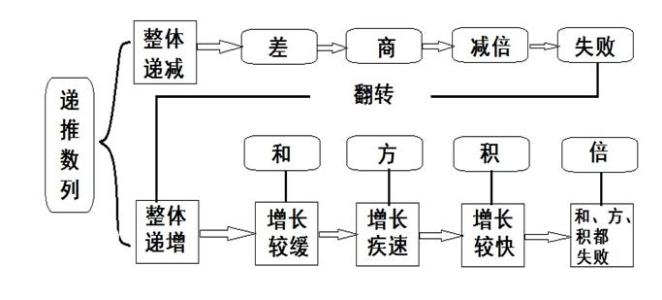 递推数列
整体
递减
差
商
减倍
失败
翻转
和
方
积
倍
整体
递增
增长
较缓
增长
疾速
增长
较快
和、方、
积都
失败